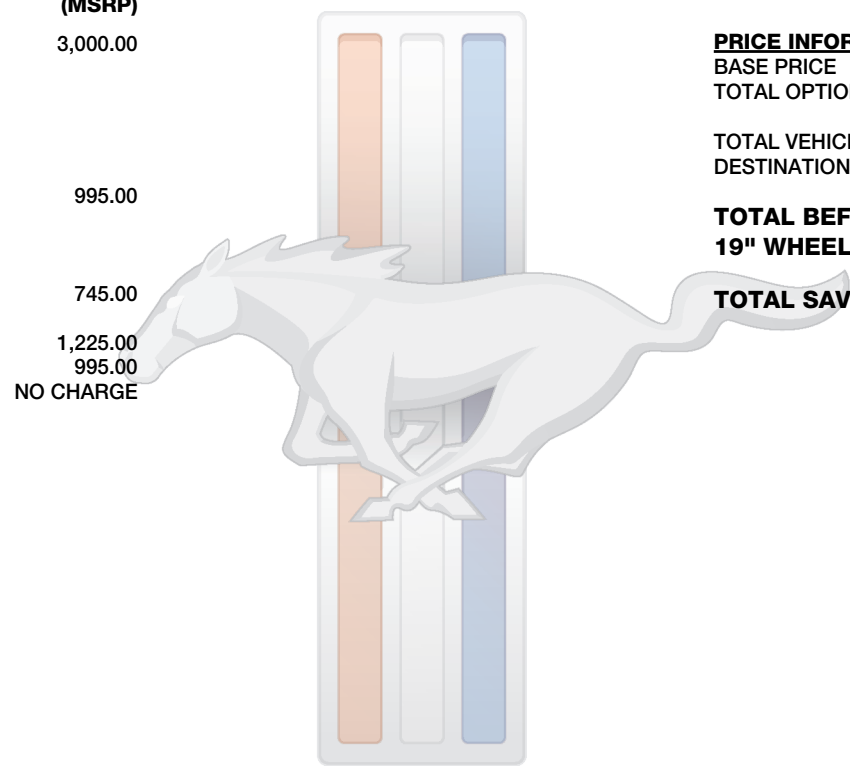 (MSRP)
3,000.00
995.00
745.00
1,225.00
995.00
NO CHARGE
PRICE INFOR
BASE PRICE
TOTAL OPTIO
TOTAL VEHICL
DESTINATION
TOTAL BEF
19" WHEEL
TOTAL SAV